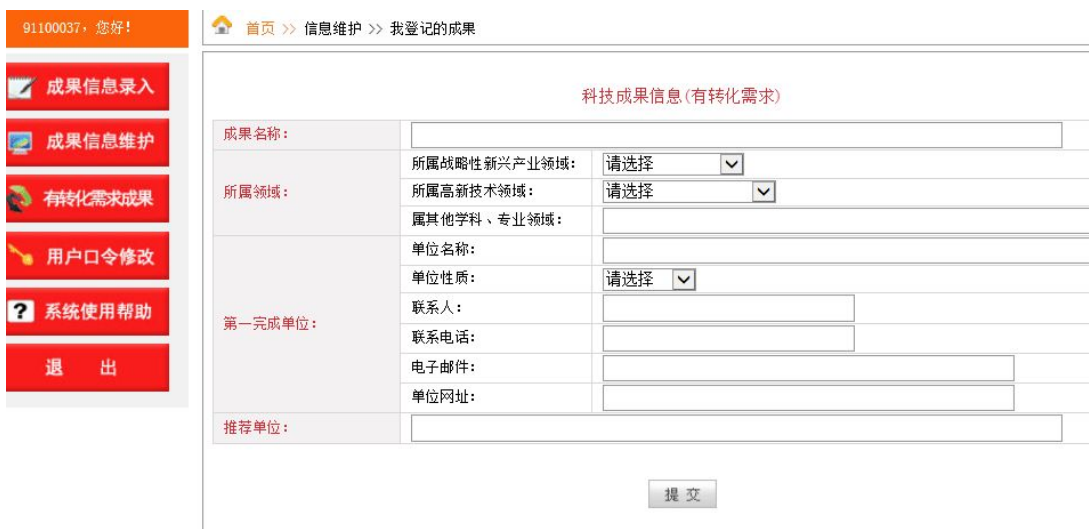 91100037，您好！
首页 >> 信息维护 >> 我登记的成果
成果信息录入
成果信息维护
有转化需求成果
用户口令修改
? 系统使用帮助
退 出
科技成果信息(有转化需求)
成果名称：
所属领域：
所属战略性新兴产业领域： 请选择
所属高新技术领域： 请选择
属其他学科、专业领域：
第一完成单位：
单位名称：
单位性质： 请选择
联系人：
联系电话：
电子邮件：
单位网址：
推荐单位：
提 交